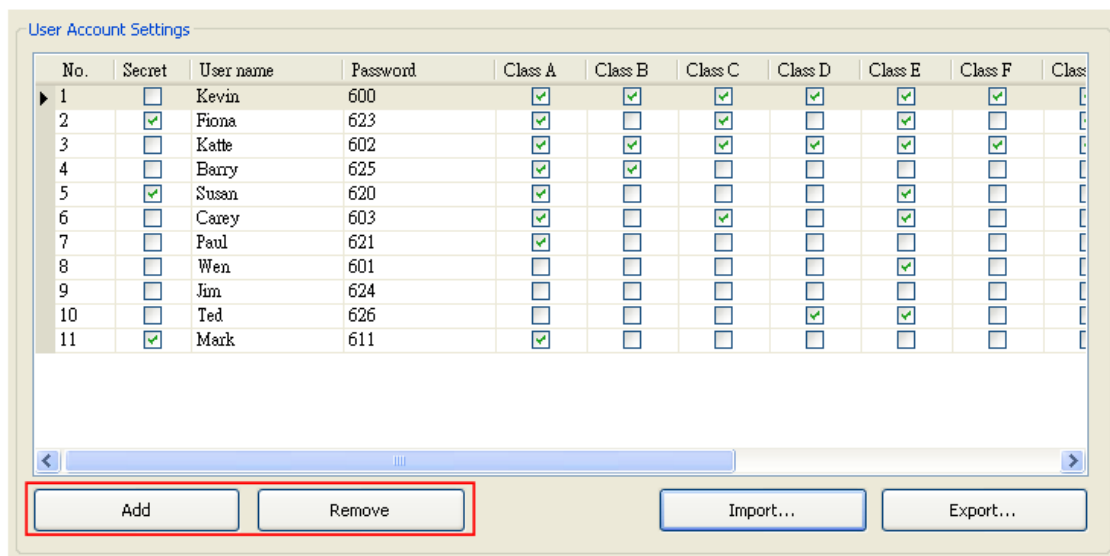 User Account Settings
No. Secret User name Password Class A Class B Class C Class D Class E Class F Class
1 Kevin 600
2 Fiona 623
3 Katte 602
4 Barry 625
5 Susan 620
6 Carey 603
7 Paul 621
8 Wen 601
9 Jim 624
10 Ted 626
11 Mark 611
Add Remove Import... Export...